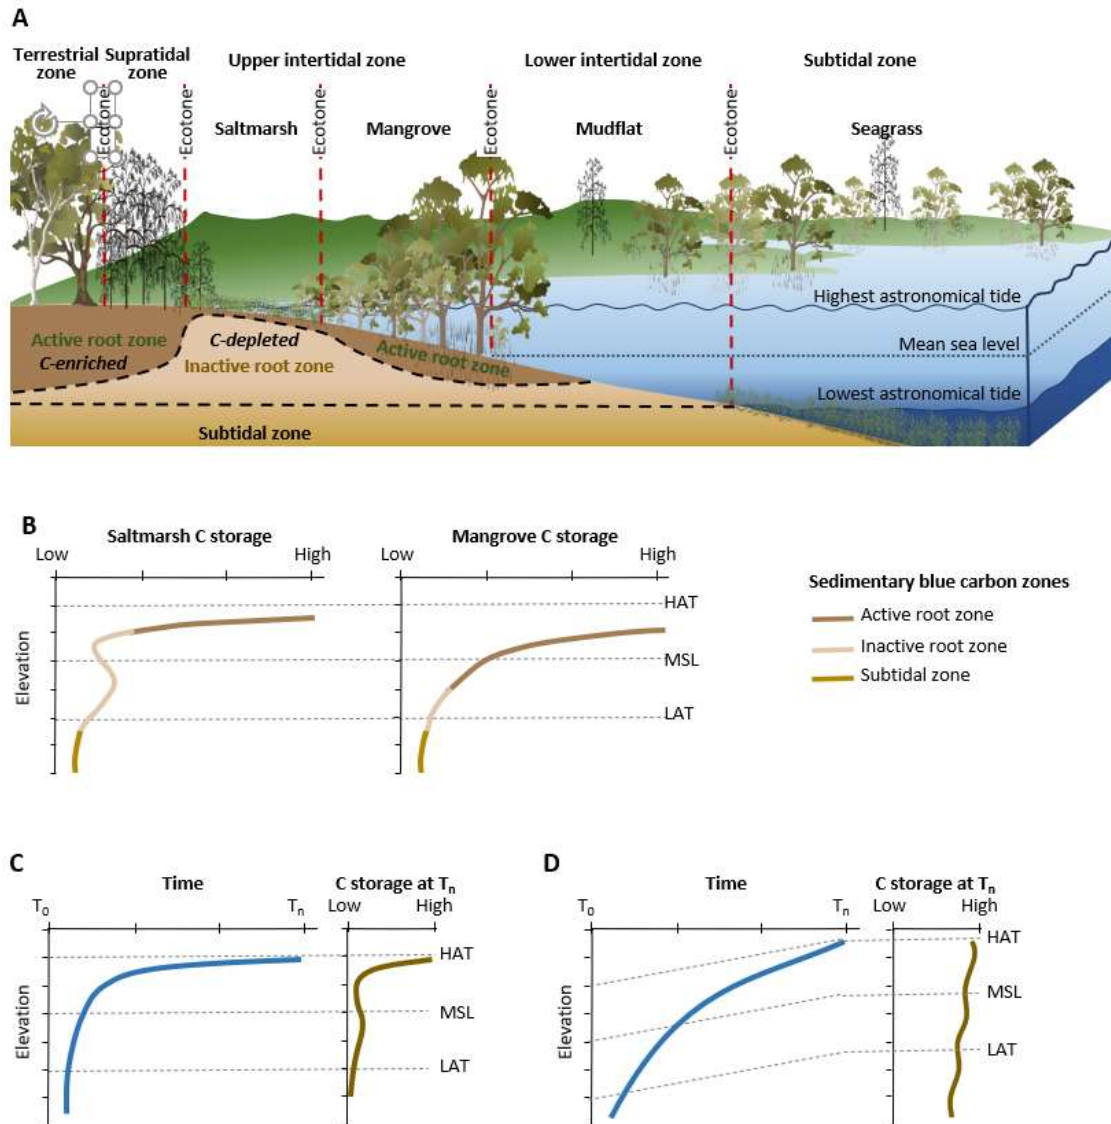 A
Terrestrial zone
Supratidal zone
Upper intertidal zone
Lower intertidal zone
Subtidal zone
Ecotone
Ecotone
Saltmarsh
Ecotone
Mangrove
Ecotone
Mudflat
Ecotone
Seagrass
Highest astronomical tide
Mean sea level
Lowest astronomical tide
Active root zone
C-enriched
C-depleted
Inactive root zone
Active root zone
Subtidal zone
B
Saltmarsh C storage
Low High
Elevation
Mangrove C storage
Low High
HAT
MSL
LAT
Sedimentary blue carbon zones
Active root zone
Inactive root zone
Subtidal zone
C
Time
T0 Tn
Elevation
C storage at Tn
Low High
HAT
MSL
LAT
D
Time
T0 Tn
Elevation
C storage at Tn
Low High
HAT
MSL
LAT